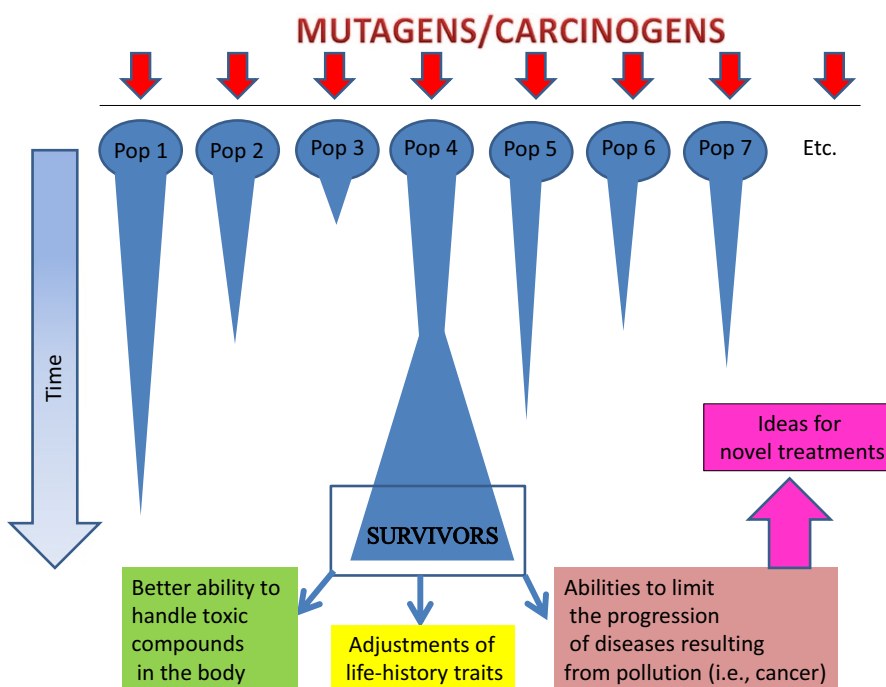 MUTAGENS/CARCINOGENS
Pop 1
Pop 2
Pop 3
Pop 4
Pop 5
Pop 6
Pop 7
Etc.
Time
Ideas for
novel treatments
SURVIVORS
Better ability to
handle toxic
compounds
in the body
Adjustments of
life-history traits
Abilities to limit
the progression
of diseases resulting
from pollution (i.e., cancer)